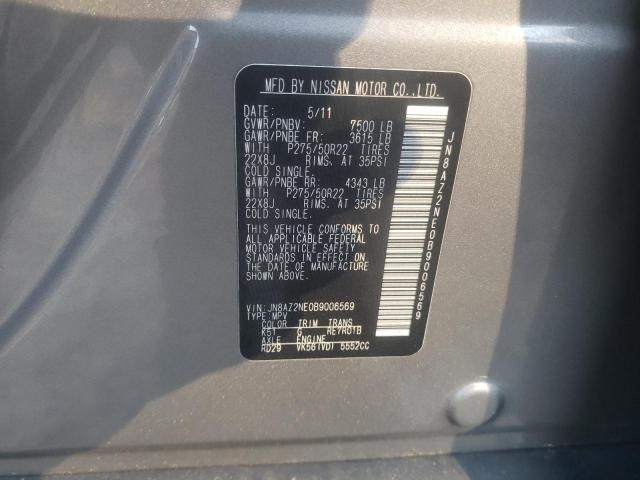 MFD BY NISSAN MOTOR CO.,LTD.
DATE: 5/11
GVWR/PNBV: 7500 LB
GAWR/PNBE FR: 3615 LB
WITH P275/50R22 TIRES
22X8J RIMS, AT 35PSI
COLD SINGLE.
GAWR/PNBE RR: 4343 LB
WITH P275/50R22 TIRES
22X8J RIMS, AT 35PSI
COLD SINGLE.
THIS VEHICLE CONFORMS TO
ALL APPLICABLE FEDERAL
MOTOR VEHICLE SAFETY
STANDARDS IN EFFECT ON
THE DATE OF MANUFACTURE
SHOWN ABOVE.
VIN: JN8AZ2NE0B9006569
TYPE: MPV
COLOR TRIM TRANS
K51 G RE7R01B
AXLE ENGINE
RD29 VK56(VD) 5552CC
JN8AZ2NE0B9006569